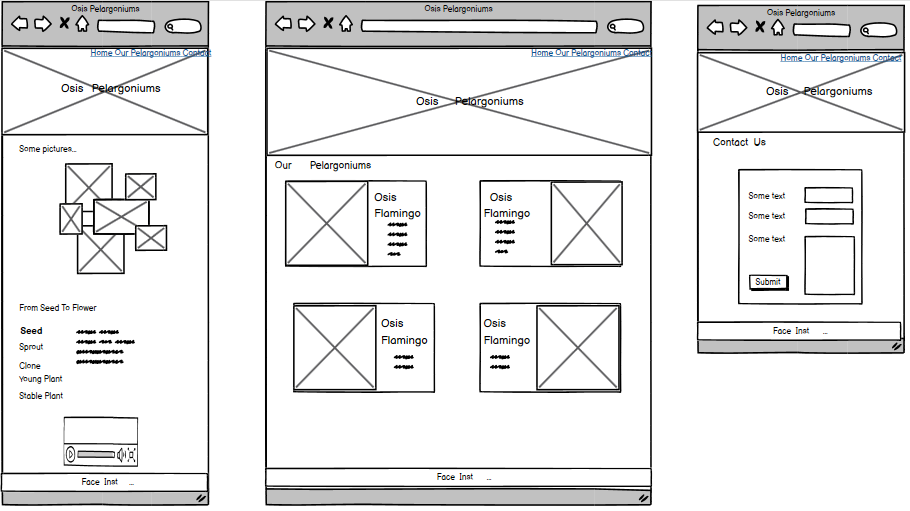 Osis Pelargoniums
Home Our Pelargoniums Contact
Osis Pelargoniums
Some pictures...
From Seed To Flower
Seed
Sprout
Clone
Young Plant
Stable Plant
Face Inst ...
Osis Pelargoniums
Home Our Pelargoniums Contact
Osis Pelargoniums
Our Pelargoniums
Osis
Flamingo
Osis
Flamingo
Osis
Flamingo
Osis
Flamingo
Face Inst ...
Osis Pelargoniums
Home Our Pelargoniums Contact
Osis Pelargoniums
Contact Us
Some text
Some text
Some text
Submit
Face Inst ...